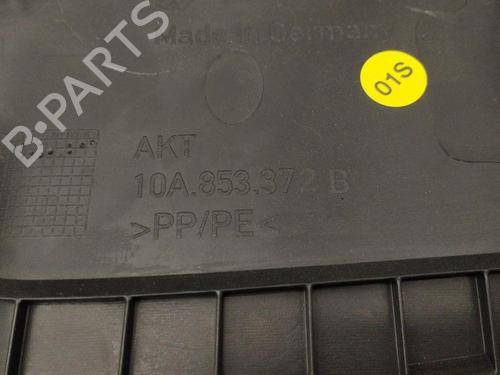 Made in Germany
01S
B-PARTS
AKT
10A.853.372 B
>PP/PE<